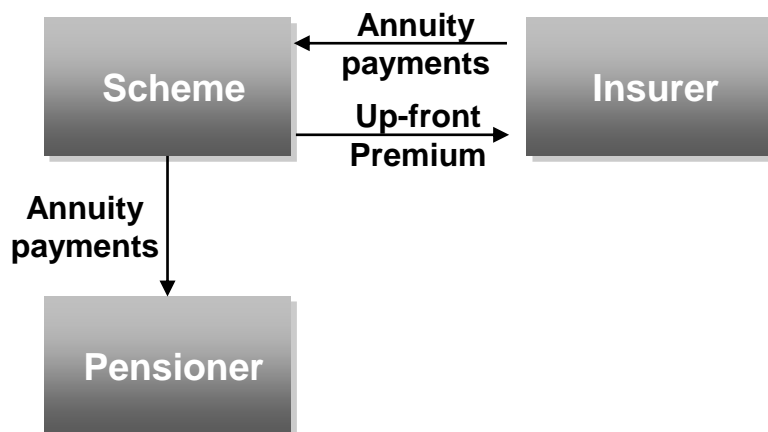 Annuity
payments
Scheme
Insurer
Up-front
Premium
Annuity
payments
Pensioner